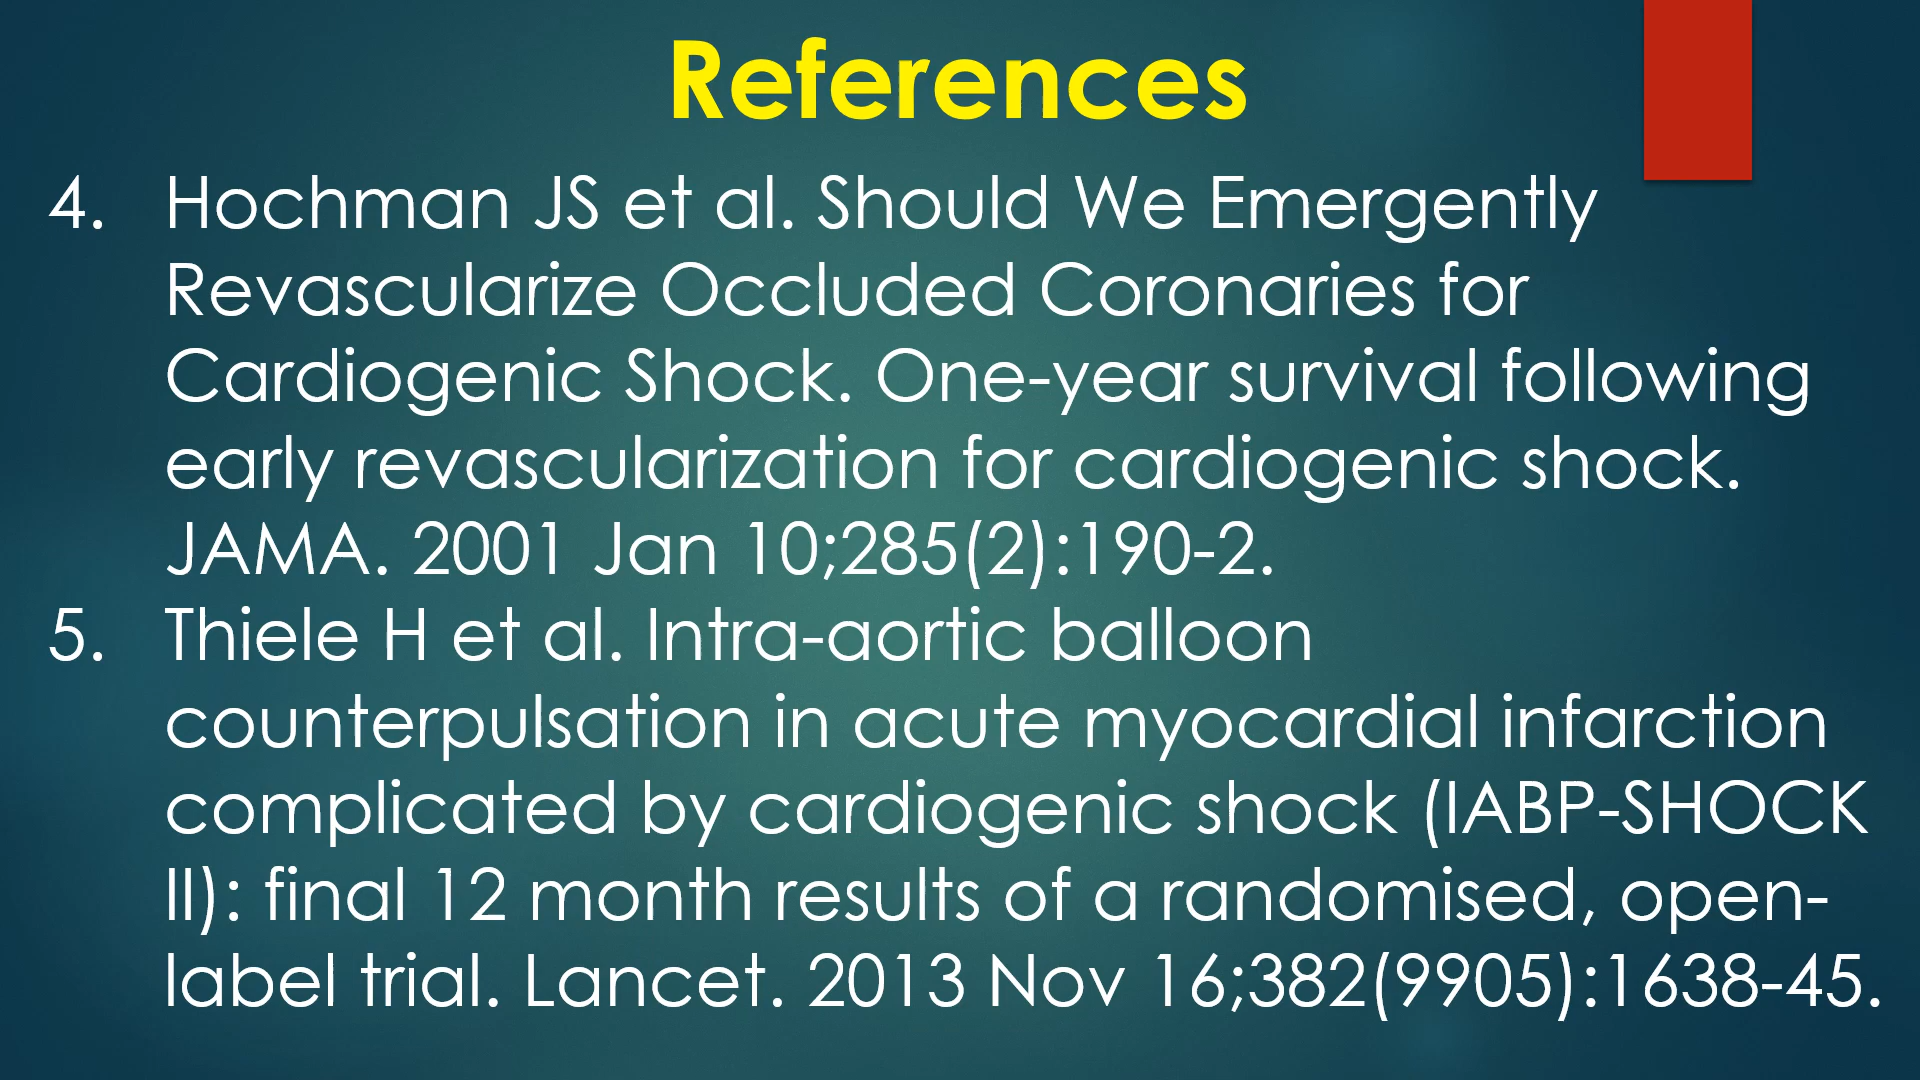 References
4. Hochman JS et al. Should We Emergently
Revascularize Occluded Coronaries for
Cardiogenic Shock. One-year survival following
early revascularization for cardiogenic shock.
JAMA. 2001 Jan 10;285(2):190-2.
5. Thiele H et al. Intra-aortic balloon
counterpulsation in acute myocardial infarction
complicated by cardiogenic shock (IABP-SHOCK
II): final 12 month results of a randomised, open-
label trial. Lancet. 2013 Nov 16;382(9905):1638-45.